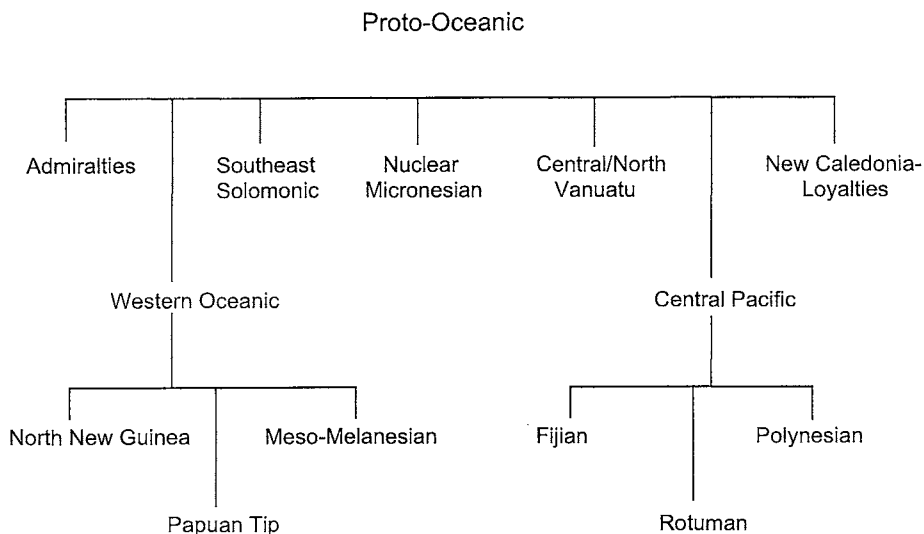 Proto-Oceanic
Admiralties
Southeast
Solomonic
Nuclear
Micronesian
Central/North
Vanuatu
New Caledonia-
Loyalties
Western Oceanic
Central Pacific
North New Guinea
Meso-Melanesian
Fijian
Polynesian
Papuan Tip
Rotuman